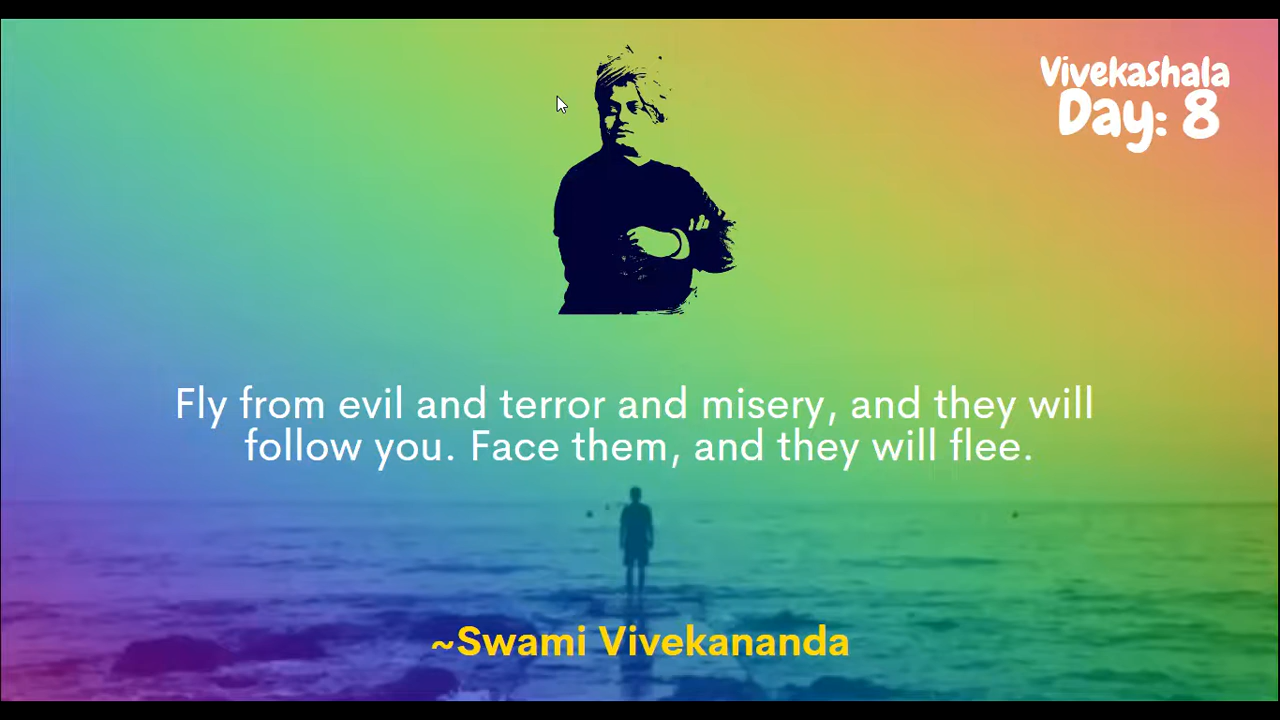 Vivekashala
Day: 8
Fly from evil and terror and misery, and they will
follow you. Face them, and they will flee.
~Swami Vivekananda